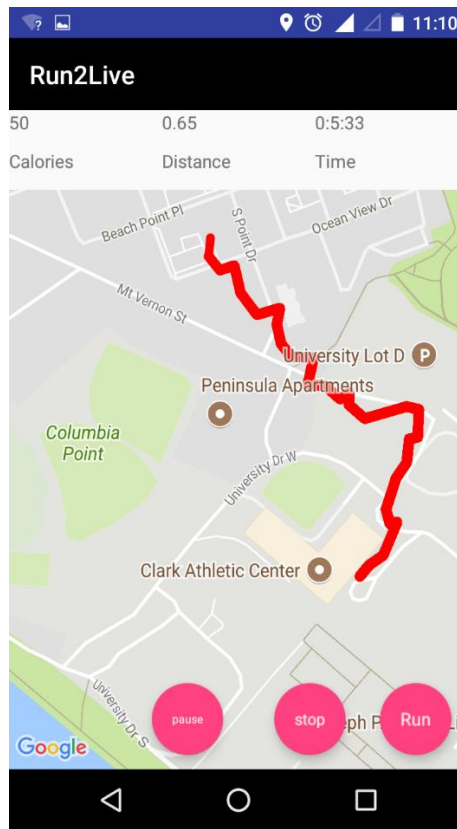 11:10
Run2Live
50 0.65 0:5:33
Calories Distance Time
Beach Point Pl
S Point Dr
Ocean View Dr
Mt Vernon St
University Lot D P
Peninsula Apartments
Columbia
Point
University Dr W
Clark Athletic Center
University Dr S
pause
stop
eph P
Run
Li
Google